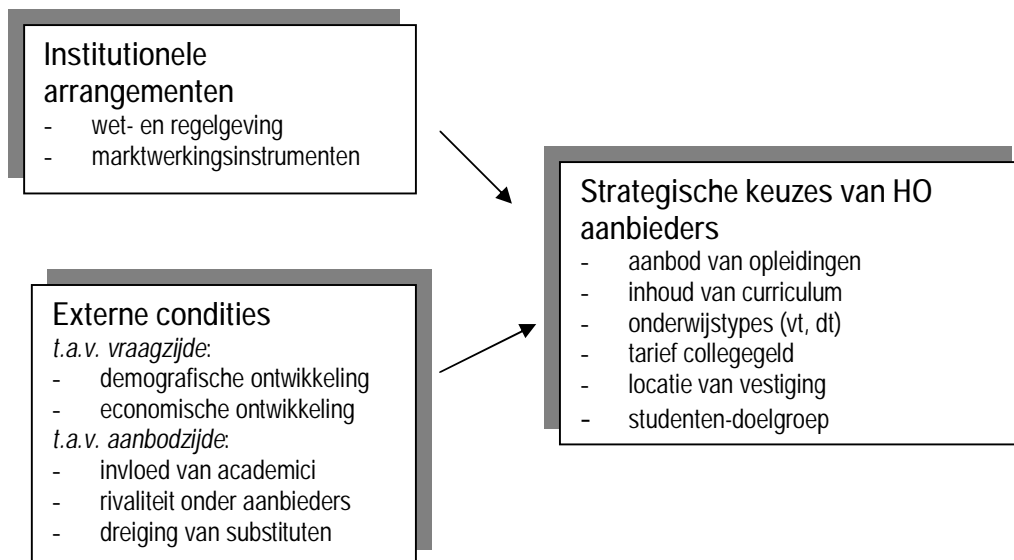 Institutionele
arrangementen
- wet- en regelgeving
- marktwerkingsinstrumenten
Externe condities
t.a.v. vraagzijde:
- demografische ontwikkeling
- economische ontwikkeling
t.a.v. aanbodzijde:
- invloed van academici
- rivaliteit onder aanbieders
- dreiging van substituten
Strategische keuzes van HO
aanbieders
- aanbod van opleidingen
- inhoud van curriculum
- onderwijstypes (vt, dt)
- tarief collegegeld
- locatie van vestiging
- studenten-doelgroep